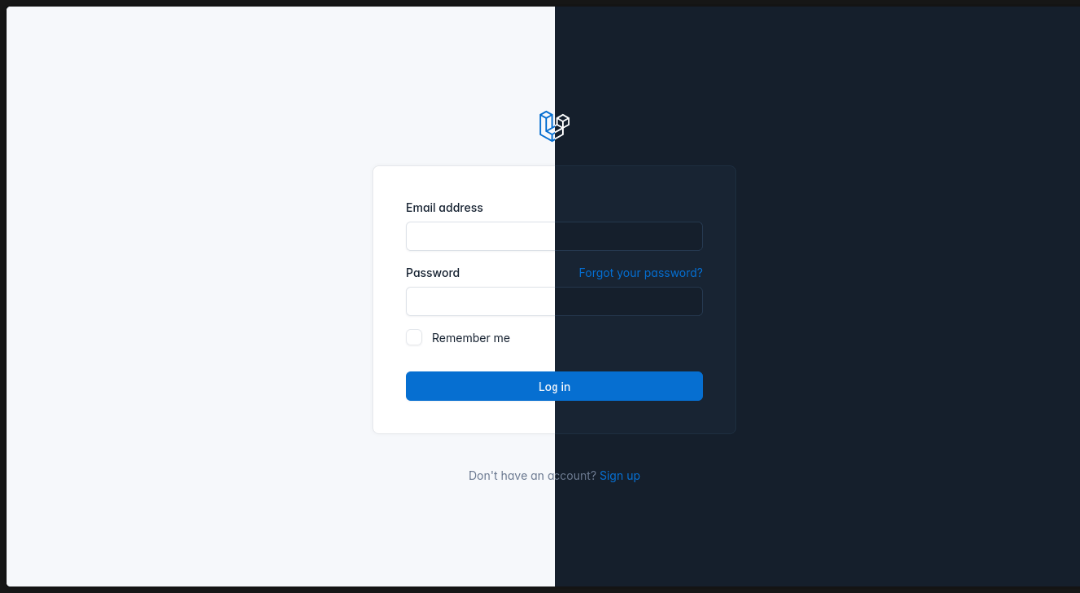 Email address
Password Forgot your password?
Remember me
Log in
Don't have an account? Sign up